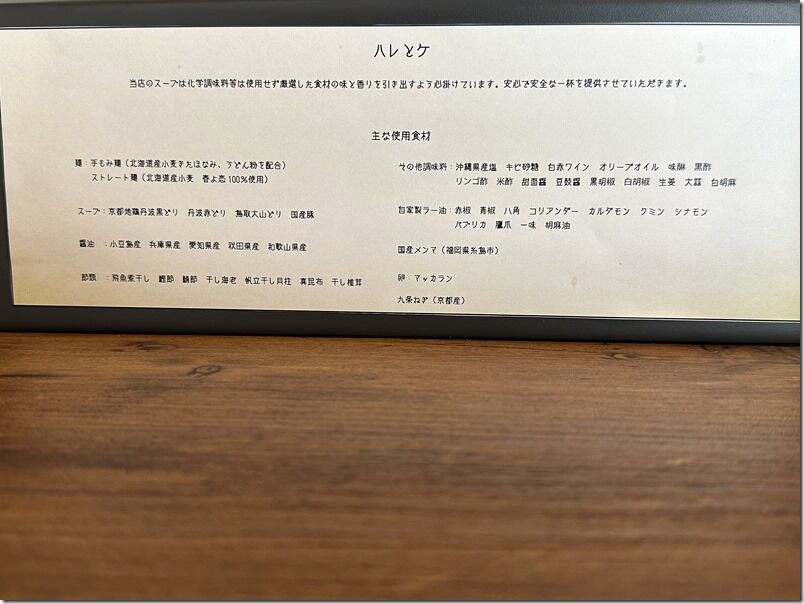 ハレとケ
当店のスープは化学調味料等は使用せず厳選した食材の味と香りを引き出すよう心掛けています。安心で安全な一杯を提供させていただきます。
主な使用食材
麺：手もみ麺（北海道産小麦きたほなみ、うどん粉を配合）
ストレート麺（北海道産小麦 春よ恋100％使用）
スープ：京都地鶏丹波黒どり 丹波赤どり 鳥取大山どり 国産豚
醤油 ：小豆島産 兵庫県産 愛知県産 秋田県産 和歌山県産
節類 ：飛魚煮干し 鰹節 鯖節 干し海老 帆立干し貝柱 真昆布 干し椎茸
その他調味料：沖縄県産塩 キビ砂糖 白赤ワイン オリーブオイル 味醂 黒酢
リンゴ酢 米酢 甜面醤 豆鼓醤 黒胡椒 白胡椒 生姜 大蒜 白胡麻
自家製ラー油：赤椒 青椒 八角 コリアンダー カルダモン クミン シナモン
パプリカ 鷹爪 一味 胡麻油
国産メンマ（福岡県糸島市）
卵：マッカラン
九条ねぎ（京都産）